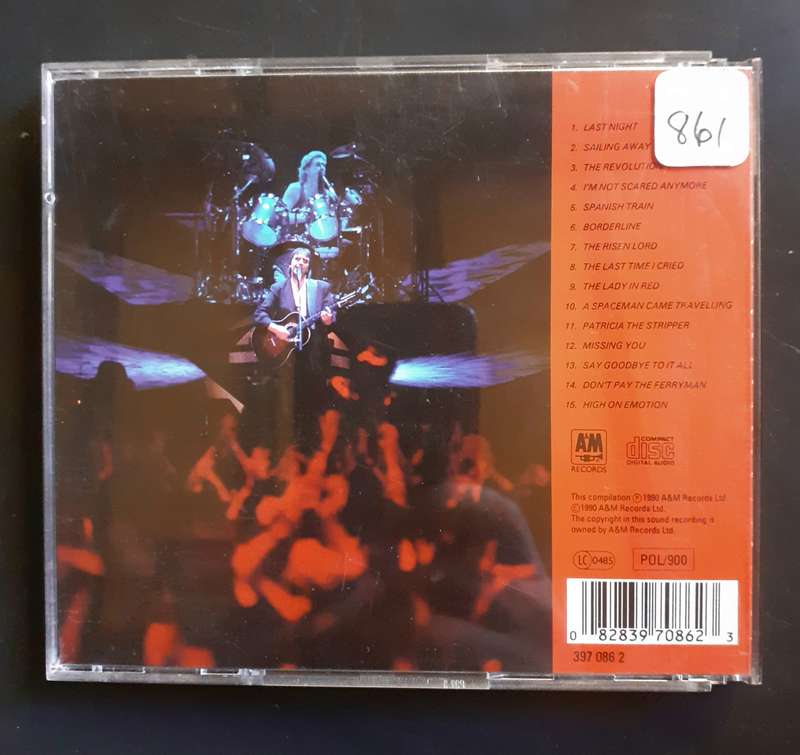 861
1. LAST NIGHT
2. SAILING AWAY
3. THE REVOLUTION
4. I'M NOT SCARED ANYMORE
5. SPANISH TRAIN
6. BORDERLINE
7. THE RISEN LORD
8. THE LAST TIME I CRIED
9. THE LADY IN RED
10. A SPACEMAN CAME TRAVELLING
11. PATRICIA THE STRIPPER
12. MISSING YOU
13. SAY GOODBYE TO IT ALL
14. DON'T PAY THE FERRYMAN
15. HIGH ON EMOTION
A&M
RECORDS
COMPACT
disc
DIGITAL AUDIO
This compilation ℗1990 A&M Records Ltd.
©1990 A&M Records Ltd.
The copyright in this sound recording is
owned by A&M Records Ltd.
LC 0485
POL/900
0 82839 70862 3
397 086 2